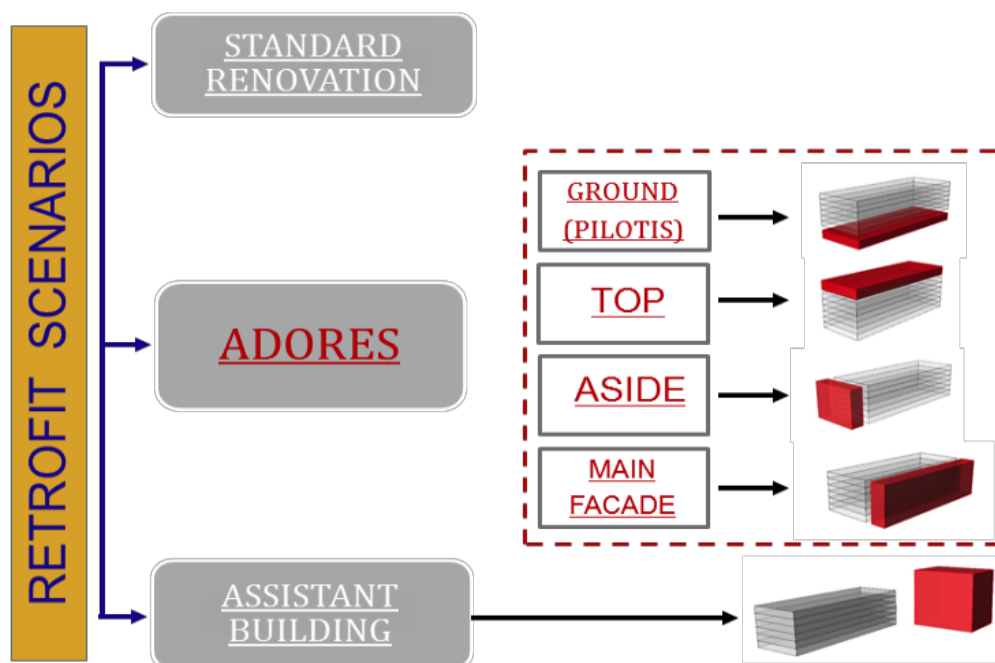 RETROFIT SCENARIOS
STANDARD
RENOVATION
ADORES
GROUND
(PILOTIS)
TOP
ASIDE
MAIN
FACADE
ASSISTANT
BUILDING